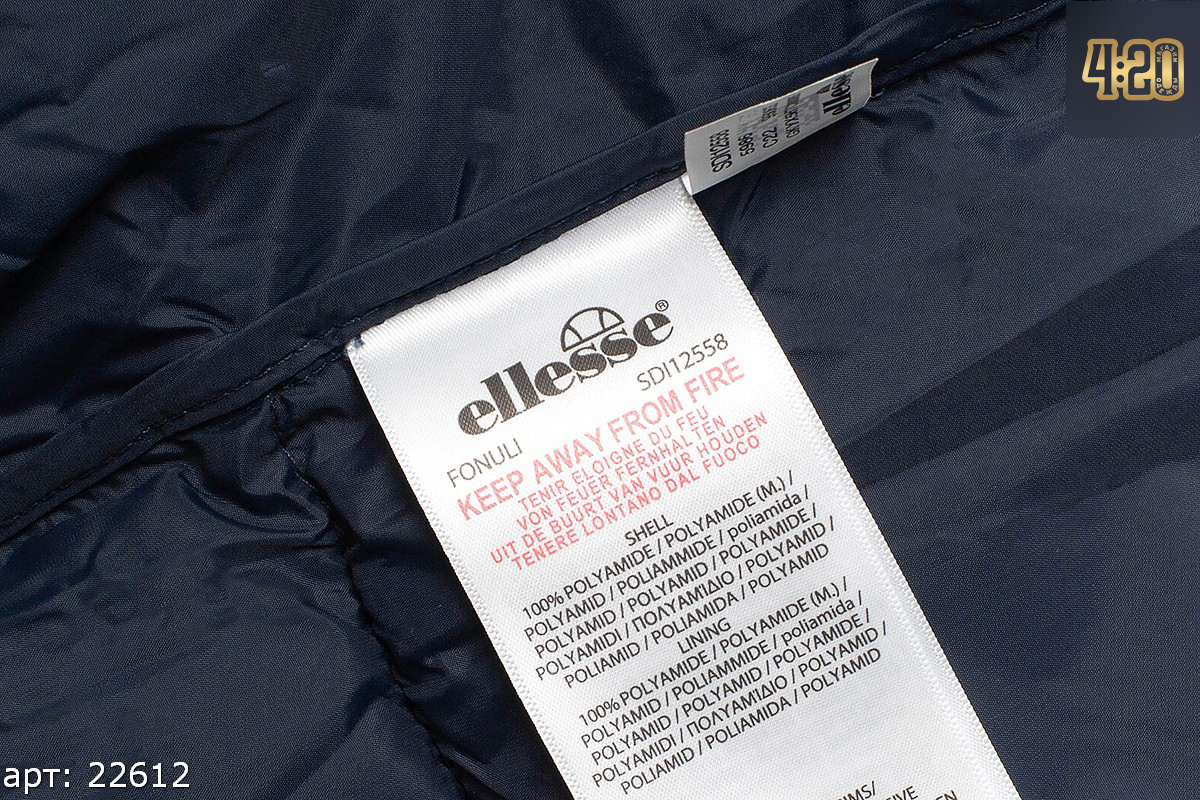 4:20
SDI12558
ellesse®
SDI12558
FONULI
KEEP AWAY FROM FIRE
TENIR ELOIGNE DU FEU
VON FEUER FERNHALTEN
UIT DE BUURT VAN VUUR HOUDEN
TENERE LONTANO DAL FUOCO
SHELL
100% POLYAMIDE / POLYAMIDE (M.) /
POLYAMID / POLIAMMIDE / poliamida /
POLYAMID / POLYAMID / POLYAMIDE /
POLYAMIDI / ΠΟΛΥΑΜΊΔΙΟ / POLYAMID /
POLIAMID / POLIAMIDA / POLYAMID
LINING
100% POLYAMIDE / POLYAMIDE (M.) /
POLYAMID / POLIAMMIDE / poliamida /
POLYAMID / POLYAMID / POLYAMIDE /
POLYAMIDI / ΠΟΛΥΑΜΊΔΙΟ / POLYAMID /
POLIAMID / POLIAMIDA / POLYAMID
арт: 22612